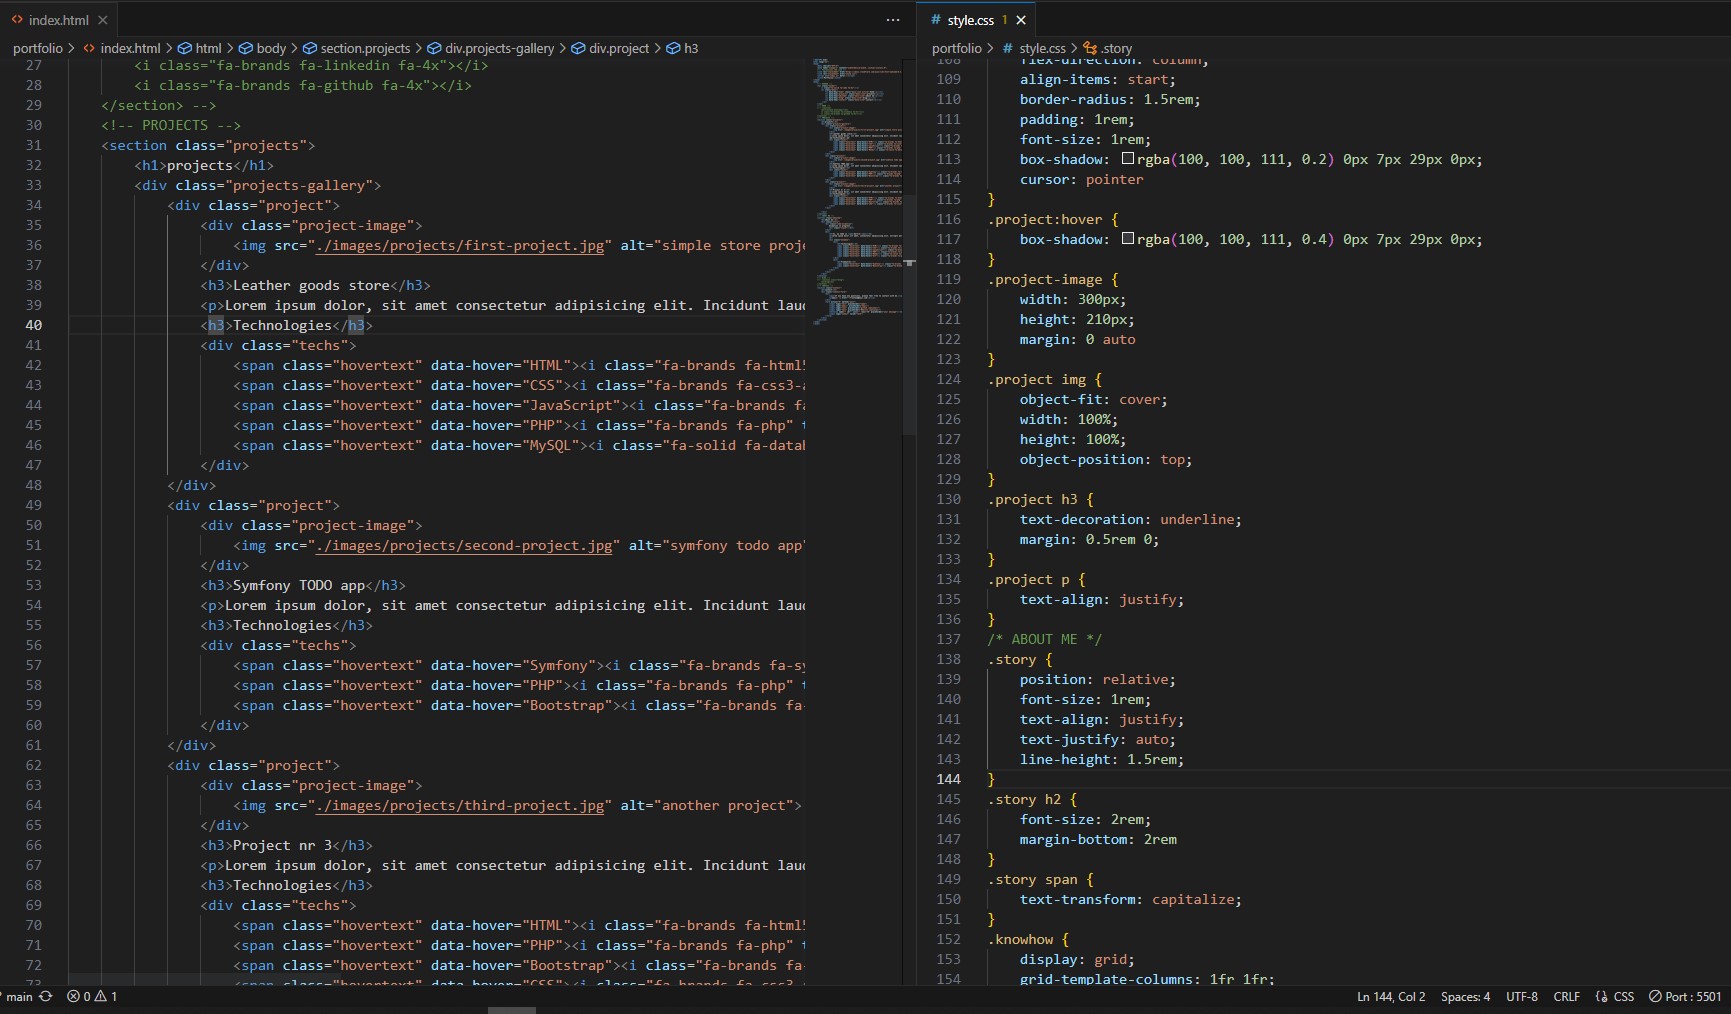 index.html
portfolio > index.html > html > body > section.projects > div.projects-gallery > div.project > h3
27 <i class="fa-brands fa-linkedin fa-4x"></i>
28 <i class="fa-brands fa-github fa-4x"></i>
29 </section> -->
30 <!-- PROJECTS -->
31 <section class="projects">
32 <h1>projects</h1>
33 <div class="projects-gallery">
34 <div class="project">
35 <div class="project-image">
36 <img src="./images/projects/first-project.jpg" alt="simple store proje
37 </div>
38 <h3>Leather goods store</h3>
39 <p>Lorem ipsum dolor, sit amet consectetur adipisicing elit. Incidunt lau
40 <h3>Technologies</h3>
41 <div class="techs">
42 <span class="hovertext" data-hover="HTML"><i class="fa-brands fa-html5
43 <span class="hovertext" data-hover="CSS"><i class="fa-brands fa-css3-a
44 <span class="hovertext" data-hover="JavaScript"><i class="fa-brands fa
45 <span class="hovertext" data-hover="PHP"><i class="fa-brands fa-php" t
46 <span class="hovertext" data-hover="MySQL"><i class="fa-solid fa-datab
47 </div>
48 </div>
49 <div class="project">
50 <div class="project-image">
51 <img src="./images/projects/second-project.jpg" alt="symfony todo app"
52 </div>
53 <h3>Symfony TODO app</h3>
54 <p>Lorem ipsum dolor, sit amet consectetur adipisicing elit. Incidunt lau
55 <h3>Technologies</h3>
56 <div class="techs">
57 <span class="hovertext" data-hover="Symfony"><i class="fa-brands fa-sy
58 <span class="hovertext" data-hover="PHP"><i class="fa-brands fa-php" t
59 <span class="hovertext" data-hover="Bootstrap"><i class="fa-brands fa-
60 </div>
61 </div>
62 <div class="project">
63 <div class="project-image">
64 <img src="./images/projects/third-project.jpg" alt="another project">
65 </div>
66 <h3>Project nr 3</h3>
67 <p>Lorem ipsum dolor, sit amet consectetur adipisicing elit. Incidunt lau
68 <h3>Technologies</h3>
69 <div class="techs">
70 <span class="hovertext" data-hover="HTML"><i class="fa-brands fa-html5
71 <span class="hovertext" data-hover="PHP"><i class="fa-brands fa-php" t
72 <span class="hovertext" data-hover="Bootstrap"><i class="fa-brands fa-
73 <span class="hovertext" data-hover="CSS"><i class="fa-brands fa-css3-
# style.css 1
portfolio > # style.css > .story
108 flex-direction: column;
109 align-items: start;
110 border-radius: 1.5rem;
111 padding: 1rem;
112 font-size: 1rem;
113 box-shadow: rgba(100, 100, 111, 0.2) 0px 7px 29px 0px;
114 cursor: pointer
115 }
116 .project:hover {
117 box-shadow: rgba(100, 100, 111, 0.4) 0px 7px 29px 0px;
118 }
119 .project-image {
120 width: 300px;
121 height: 210px;
122 margin: 0 auto
123 }
124 .project img {
125 object-fit: cover;
126 width: 100%;
127 height: 100%;
128 object-position: top;
129 }
130 .project h3 {
131 text-decoration: underline;
132 margin: 0.5rem 0;
133 }
134 .project p {
135 text-align: justify;
136 }
137 /* ABOUT ME */
138 .story {
139 position: relative;
140 font-size: 1rem;
141 text-align: justify;
142 text-justify: auto;
143 line-height: 1.5rem;
144 }
145 .story h2 {
146 font-size: 2rem;
147 margin-bottom: 2rem
148 }
149 .story span {
150 text-transform: capitalize;
151 }
152 .knowhow {
153 display: grid;
154 grid-template-columns: 1fr 1fr;
main 0 1 Ln 144, Col 2 Spaces: 4 UTF-8 CRLF CSS Port : 5501